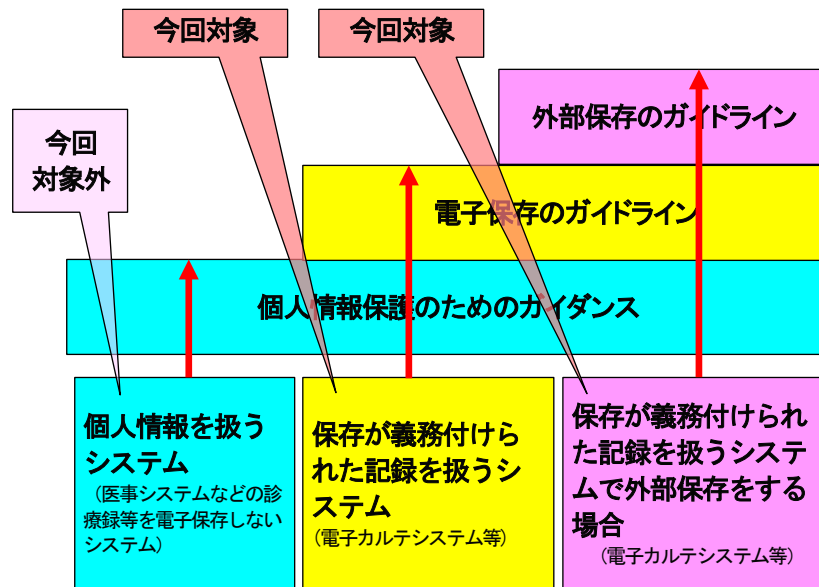 今回対象
今回対象
今回
対象外
外部保存のガイドライン
電子保存のガイドライン
個人情報保護のためのガイダンス
個人情報を扱う
システム
（医事システムなどの診
療録等を電子保存しない
システム）
保存が義務付けら
れた記録を扱うシ
ステム
（電子カルテシステム等）
保存が義務付けられ
た記録を扱うシステ
ムで外部保存をする
場合
（電子カルテシステム等）